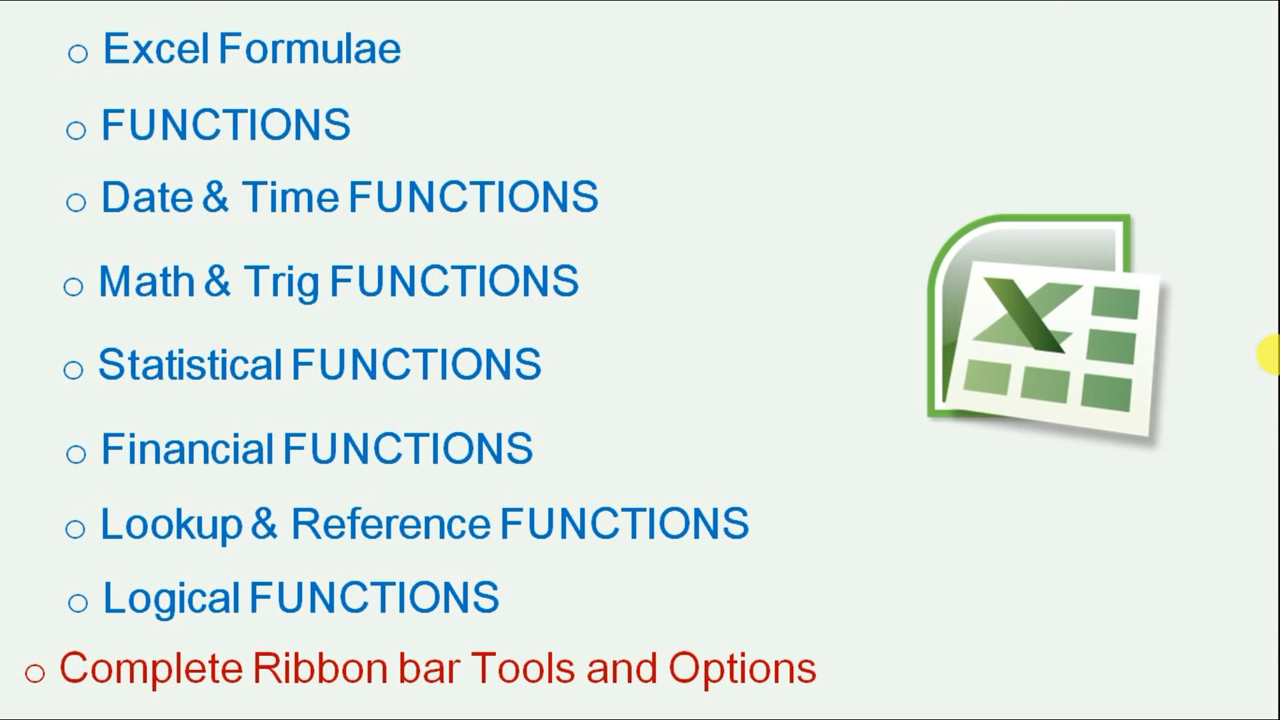 Excel Formulae
FUNCTIONS
Date & Time FUNCTIONS
Math & Trig FUNCTIONS
Statistical FUNCTIONS
Financial FUNCTIONS
Lookup & Reference FUNCTIONS
Logical FUNCTIONS
Complete Ribbon bar Tools and Options